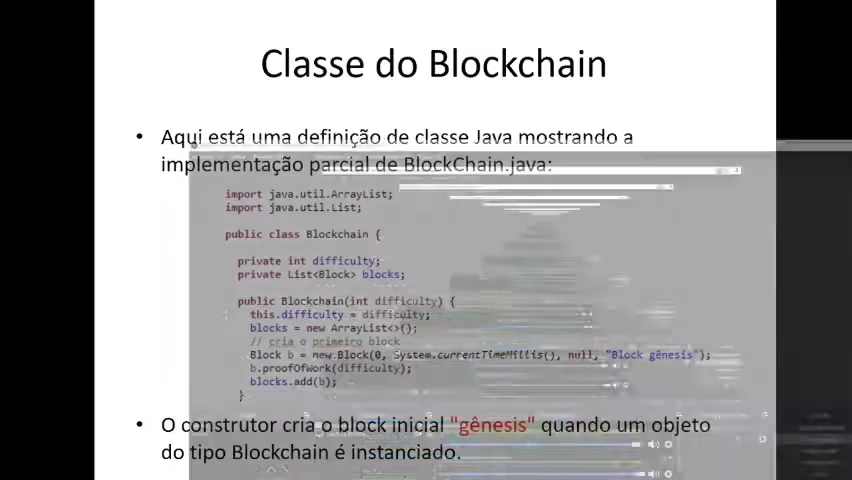 Classe do Blockchain
• Aqui está uma definição de classe Java mostrando a
implementação parcial de BlockChain.java:
import java.util.ArrayList;
import java.util.List;
public class Blockchain {
private int difficulty;
private List<Block> blocks;
public Blockchain(int difficulty) {
this.difficulty = difficulty;
blocks = new ArrayList<>();
// cria o primeiro block
Block b = new Block(0, System.currentTimeMillis(), null, "Block gênesis");
b.proofOfWork(difficulty);
blocks.add(b);
}
• O construtor cria o block inicial "gênesis" quando um objeto
do tipo Blockchain é instanciado.